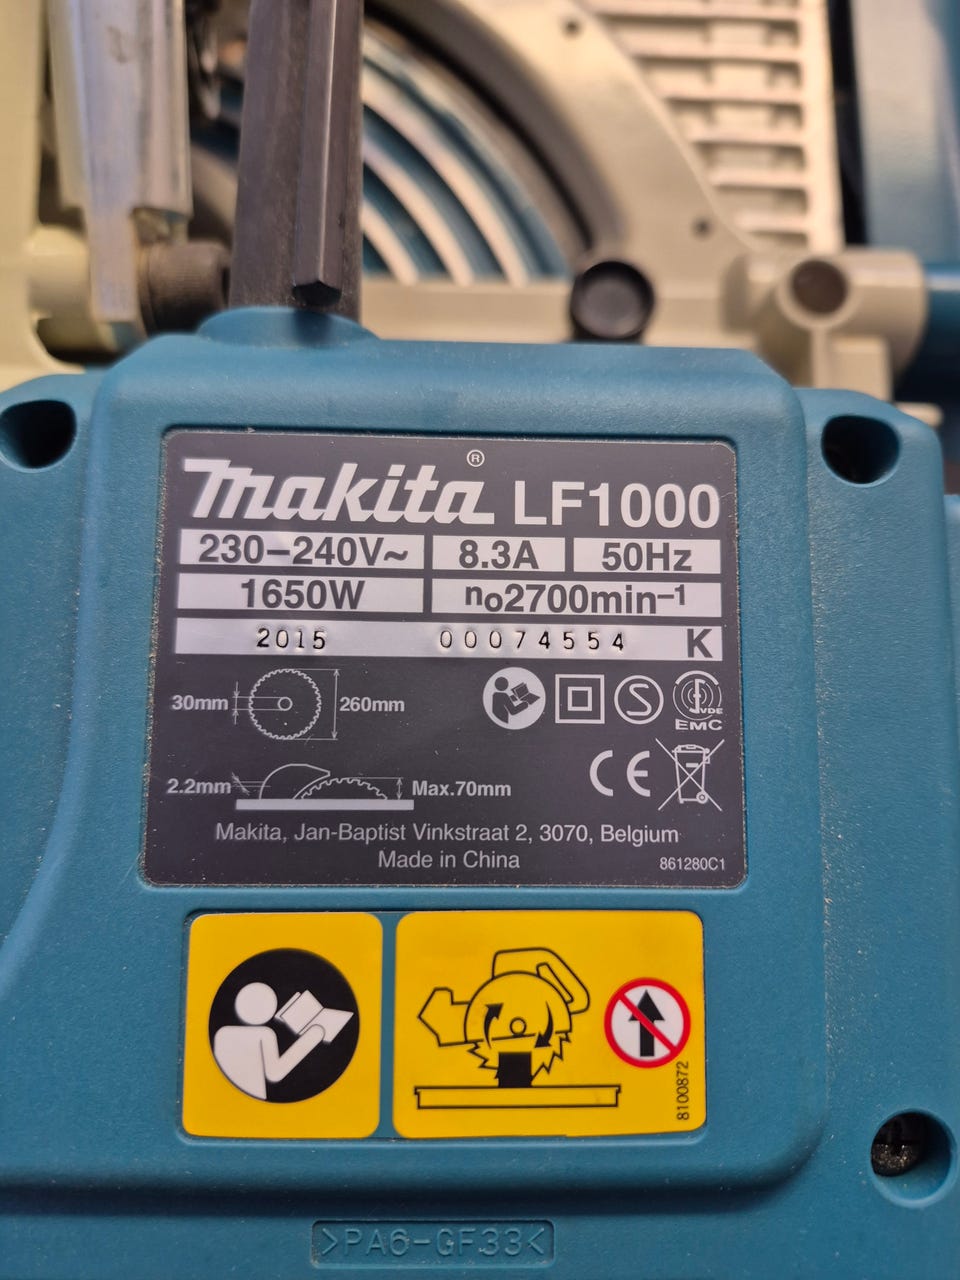 makita® LF1000
230–240V~ 8.3A 50Hz
1650W no2700min–1
2015 00074554 K
30mm 260mm
VDE
EMC
2.2mm Max.70mm
CE
Makita, Jan-Baptist Vinkstraat 2, 3070, Belgium
Made in China 861280C1
8100872
>PA6-GF33<